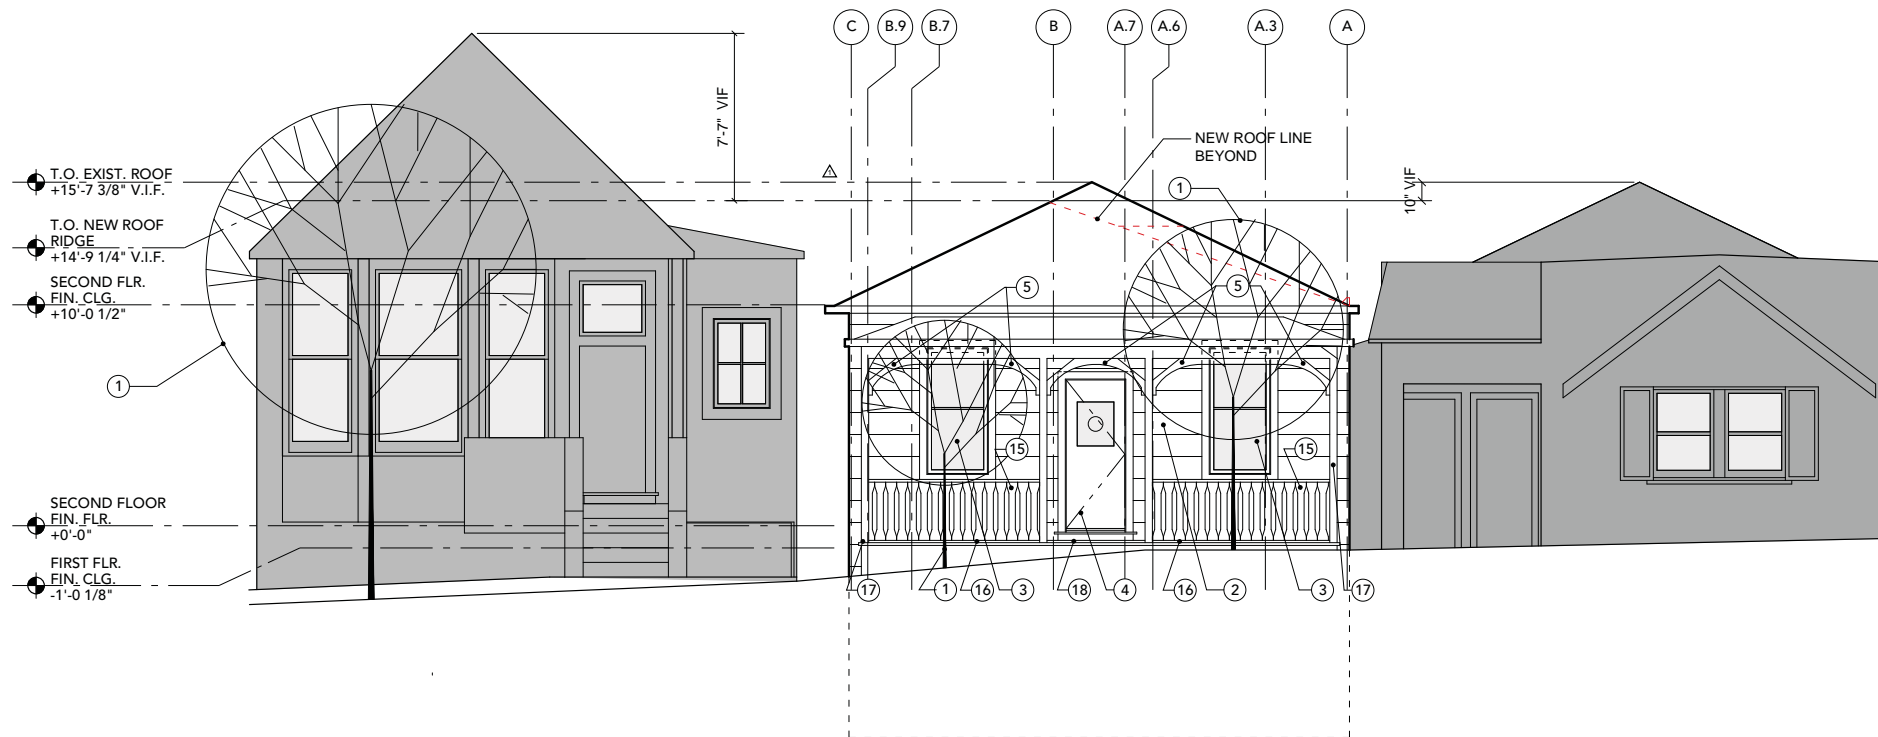 C
B.9
B.7
B
A.7
A.6
A.3
A
7'-7" VIF
NEW ROOF LINE
BEYOND
T.O. EXIST. ROOF
+15'-7 3/8" V.I.F.
1
10" VIF
T.O. NEW ROOF
RIDGE
+14'-9 1/4" V.I.F.
SECOND FLR.
FIN. CLG.
+10'-0 1/2"
5
5
1
15
15
SECOND FLOOR
FIN. FLR.
+0'-0"
FIRST FLR.
FIN. CLG.
-1'-0 1/8"
17
1
16
3
18
4
16
2
3
17